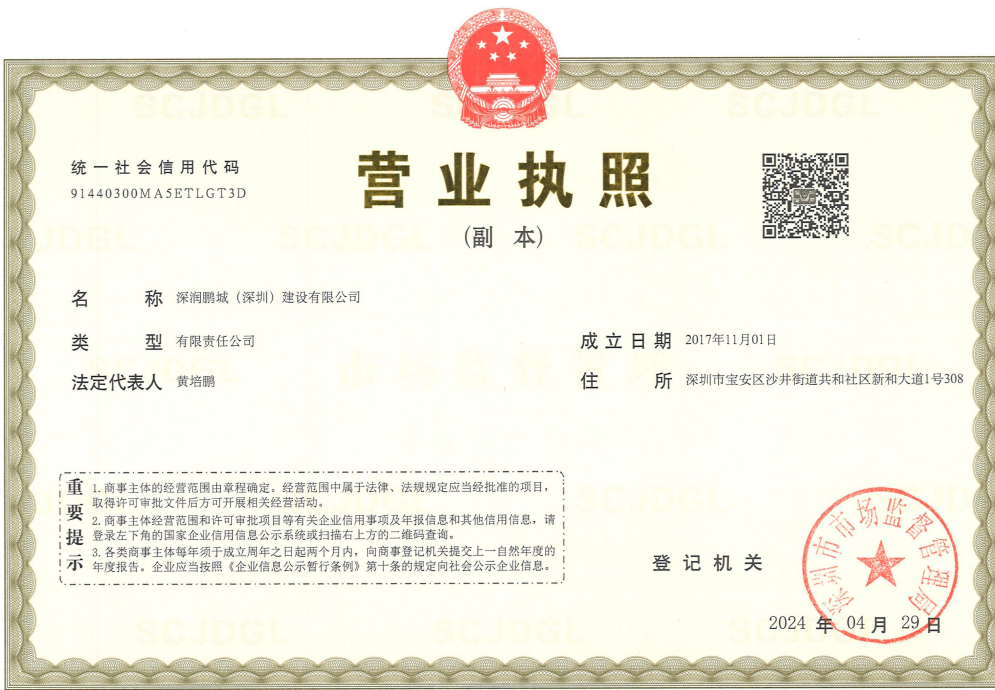 统一社会信用代码
91440300MA5ETLGT3D
营业执照
(副 本)
名 称 深润鹏城（深圳）建设有限公司
类 型 有限责任公司
法定代表人 黄培鹏
成立日期 2017年11月01日
住 所 深圳市宝安区沙井街道共和社区新和大道1号308
重要提示
1. 商事主体的经营范围由章程确定。经营范围中属于法律、法规规定应当经批准的项目，
取得许可审批文件后方可开展相关经营活动。
2. 商事主体经营范围和许可审批项目等有关企业信用事项及年报信息和其他信用信息，请
登录左下角的国家企业信用信息公示系统或扫描右上方的二维码查询。
3. 各类商事主体每年须于成立周年之日起两个月内，向商事登记机关提交上一自然年度的
年度报告。企业应当按照《企业信息公示暂行条例》第十条的规定向社会公示企业信息。
登记机关
深圳市市场监督管理局
2024 年 04 月 29 日
SCJDGL
市场监督管理